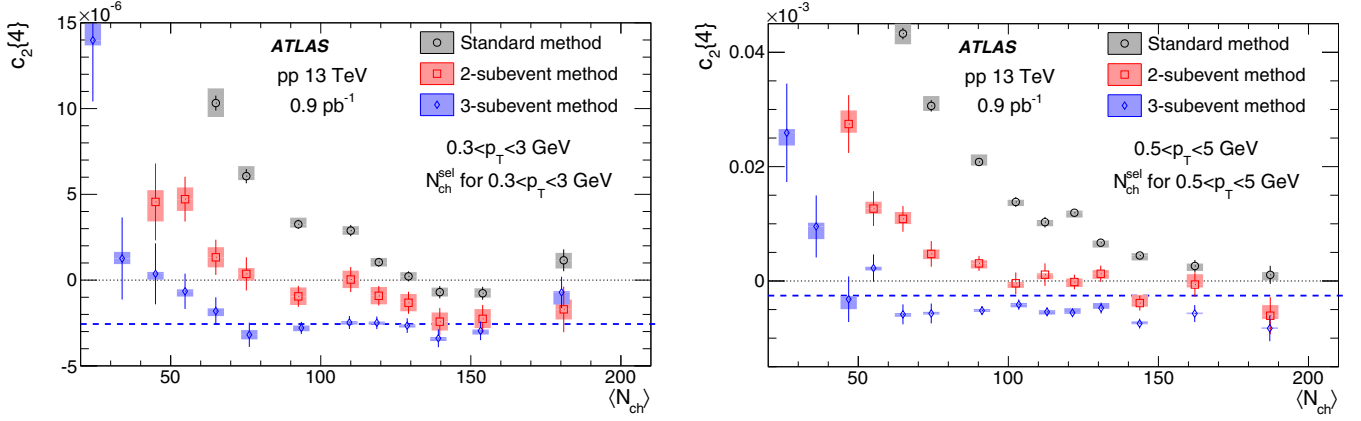 ×10⁻⁶
c₂{4}
15
10
5
0
−5
ATLAS
pp 13 TeV
0.9 pb⁻¹
Standard method
2-subevent method
3-subevent method
0.3<p_T<3 GeV
N_ch^sel for 0.3<p_T<3 GeV
50 100 150 200
⟨N_ch⟩
×10⁻³
c₂{4}
0.04
0.02
0
ATLAS
pp 13 TeV
0.9 pb⁻¹
Standard method
2-subevent method
3-subevent method
0.5<p_T<5 GeV
N_ch^sel for 0.5<p_T<5 GeV
50 100 150 200
⟨N_ch⟩